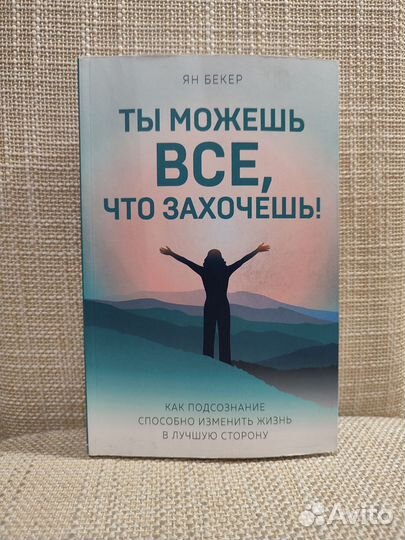 ЯН БЕКЕР
ТЫ МОЖЕШЬ
ВСЕ,
ЧТО ЗАХОЧЕШЬ!
КАК ПОДСОЗНАНИЕ
СПОСОБНО ИЗМЕНИТЬ ЖИЗНЬ
В ЛУЧШУЮ СТОРОНУ
Avito